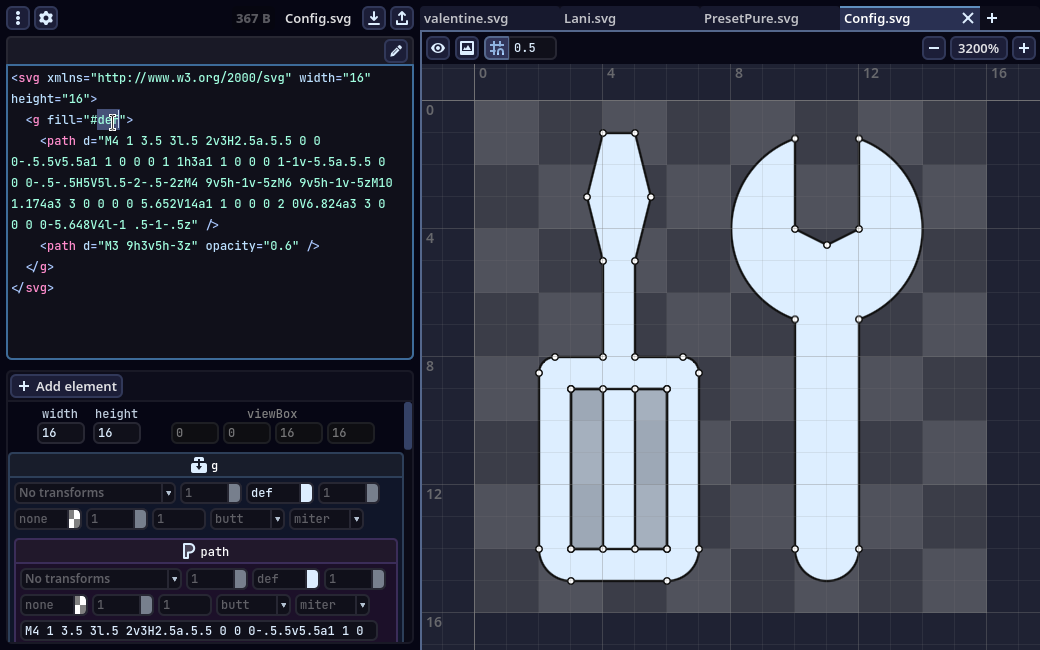 367 B Config.svg
valentine.svg Lani.svg PresetPure.svg Config.svg
0.5 3200%
<svg xmlns="http://www.w3.org/2000/svg" width="16"
height="16">
<g fill="#def">
<path d="M4 1 3.5 3l.5 2v3H2.5a.5.5 0 0
0-.5.5v5.5a1 1 0 0 0 1 1h3a1 1 0 0 0 1-1v-5.5a.5.5 0
0 0-.5-.5H5V5l.5-2-.5-2zM4 9v5h-1v-5zM6 9v5h-1v-5zM10
1.174a3 3 0 0 0 0 5.652V14a1 1 0 0 0 2 0V6.824a3 3 0
0 0 0-5.648V4l-1 .5-1-.5z" />
<path d="M3 9h3v5h-3z" opacity="0.6" />
</g>
</svg>
Add element
width height viewBox
16 16 0 0 16 16
g
No transforms 1 def 1
none 1 1 butt miter
path
No transforms 1 def 1
none 1 1 butt miter
M4 1 3.5 3l.5 2v3H2.5a.5.5 0 0 0-.5.5v5.5a1 1 0
0 4 8 12 16
0
4
8
12
16